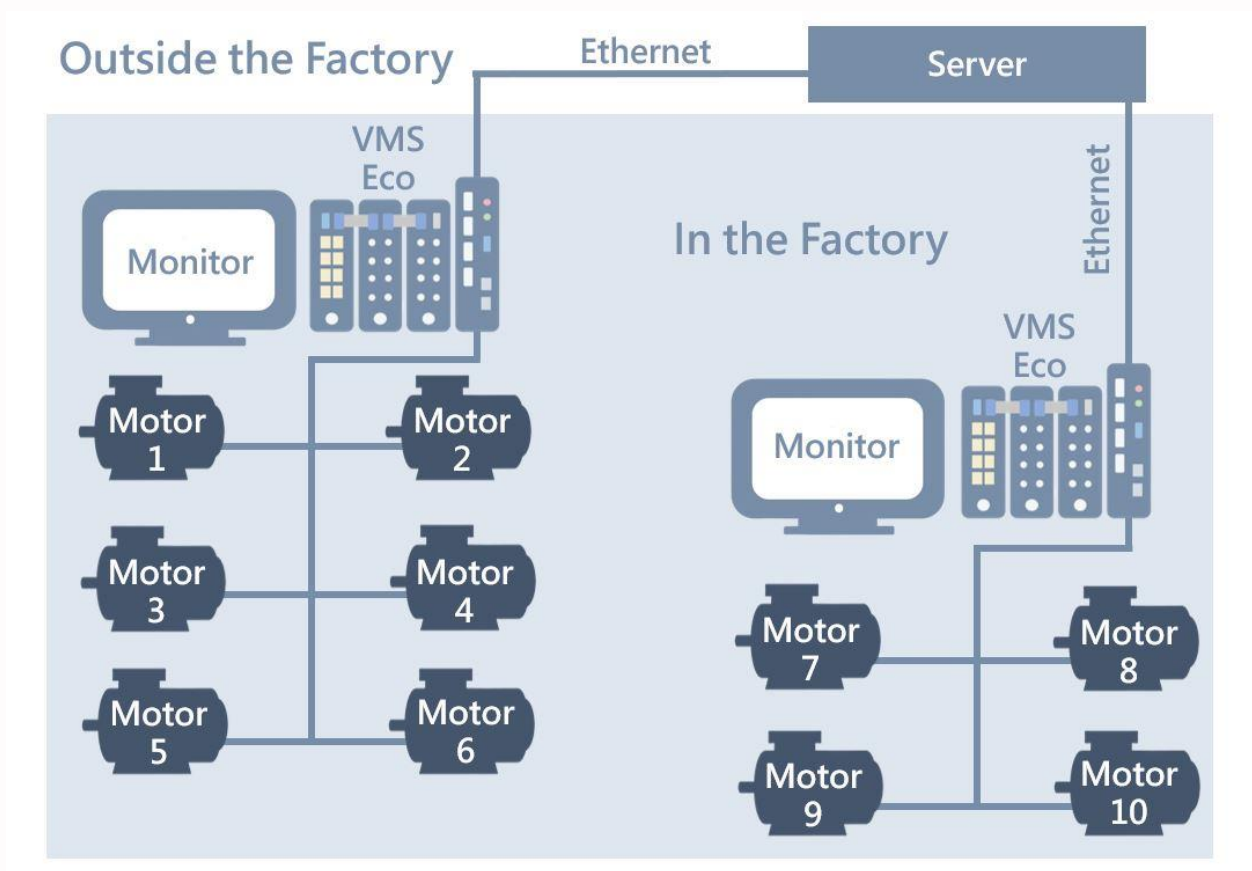 Outside the Factory
Ethernet
Server
VMS
Eco
Monitor
In the Factory
Ethernet
VMS
Eco
Monitor
Motor
1
Motor
2
Motor
3
Motor
4
Motor
5
Motor
6
Motor
7
Motor
8
Motor
9
Motor
10